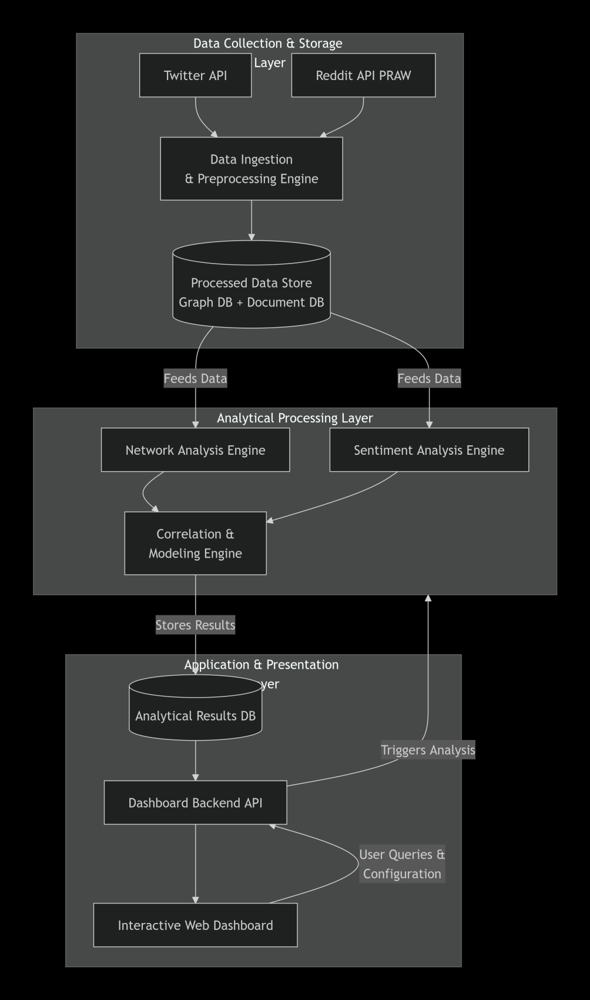 Data Collection & Storage
Layer
Twitter API
Reddit API PRAW
Data Ingestion
& Preprocessing Engine
Processed Data Store
Graph DB + Document DB
Feeds Data
Feeds Data
Analytical Processing Layer
Network Analysis Engine
Sentiment Analysis Engine
Correlation &
Modeling Engine
Stores Results
Application & Presentation
yer
Analytical Results DB
Triggers Analysis
Dashboard Backend API
User Queries &
Configuration
Interactive Web Dashboard